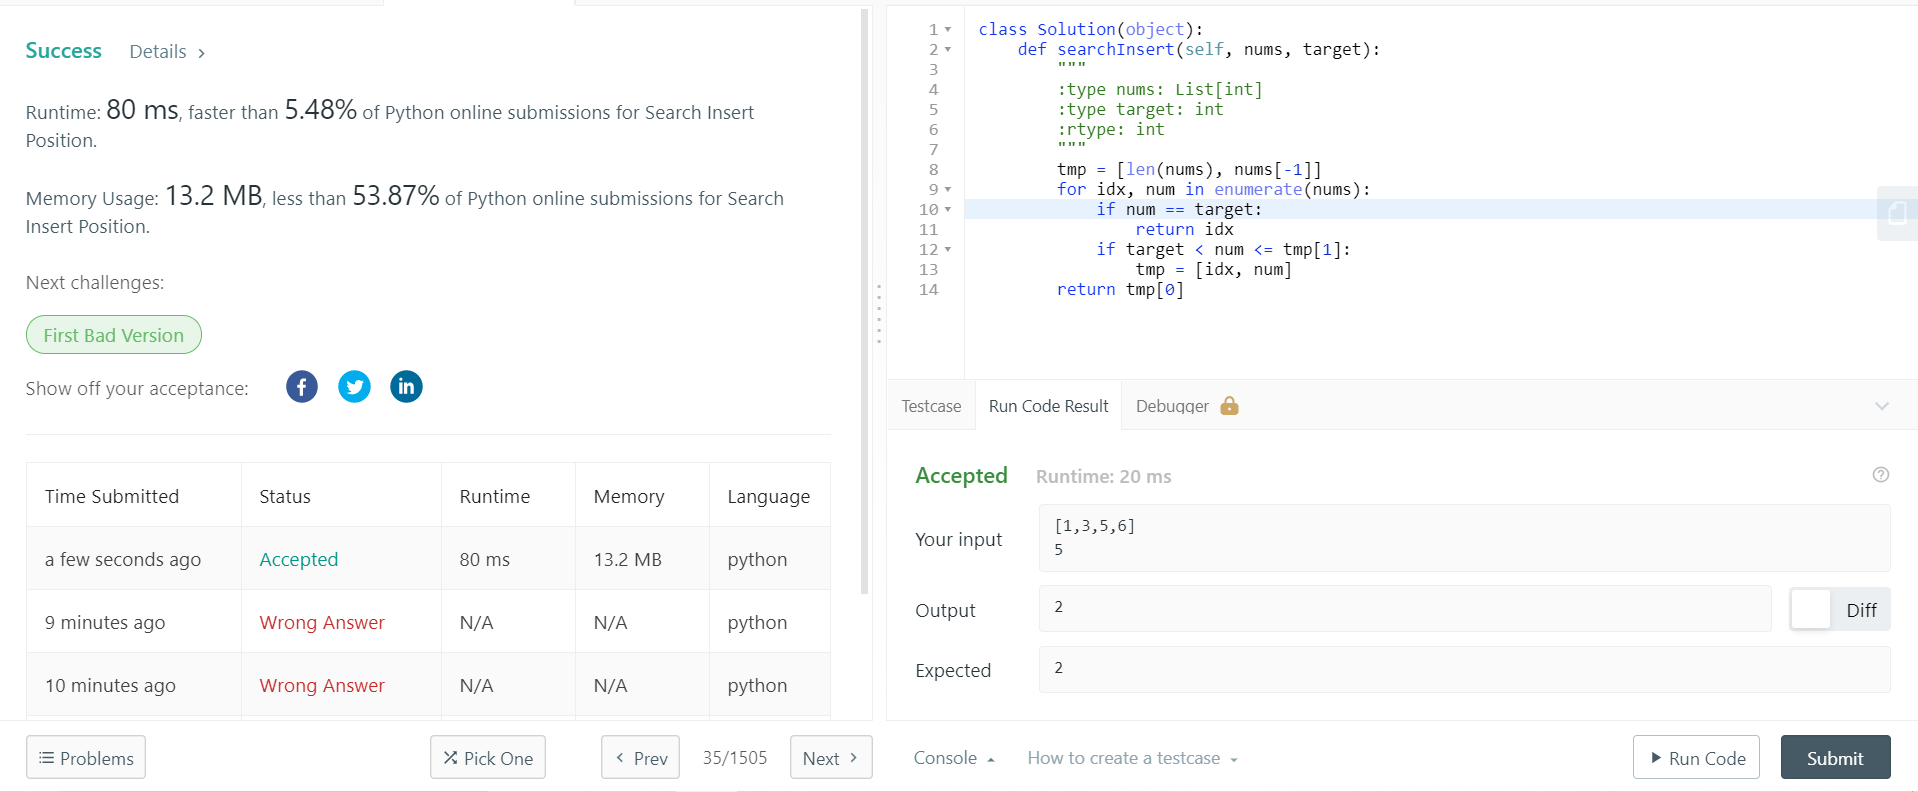 Success Details >
Runtime: 80 ms, faster than 5.48% of Python online submissions for Search Insert
Position.
Memory Usage: 13.2 MB, less than 53.87% of Python online submissions for Search
Insert Position.
Next challenges:
First Bad Version
Show off your acceptance:
Time Submitted Status Runtime Memory Language
a few seconds ago Accepted 80 ms 13.2 MB python
9 minutes ago Wrong Answer N/A N/A python
10 minutes ago Wrong Answer N/A N/A python
Problems Pick One < Prev 35/1505 Next >
1 class Solution(object):
2     def searchInsert(self, nums, target):
3         """
4         :type nums: List[int]
5         :type target: int
6         :rtype: int
7         """
8         tmp = [len(nums), nums[-1]]
9         for idx, num in enumerate(nums):
10             if num == target:
11                 return idx
12             if target < num <= tmp[1]:
13                 tmp = [idx, num]
14         return tmp[0]
Testcase Run Code Result Debugger
Accepted Runtime: 20 ms
Your input
[1,3,5,6]
5
Output 2 Diff
Expected 2
Console How to create a testcase Run Code Submit